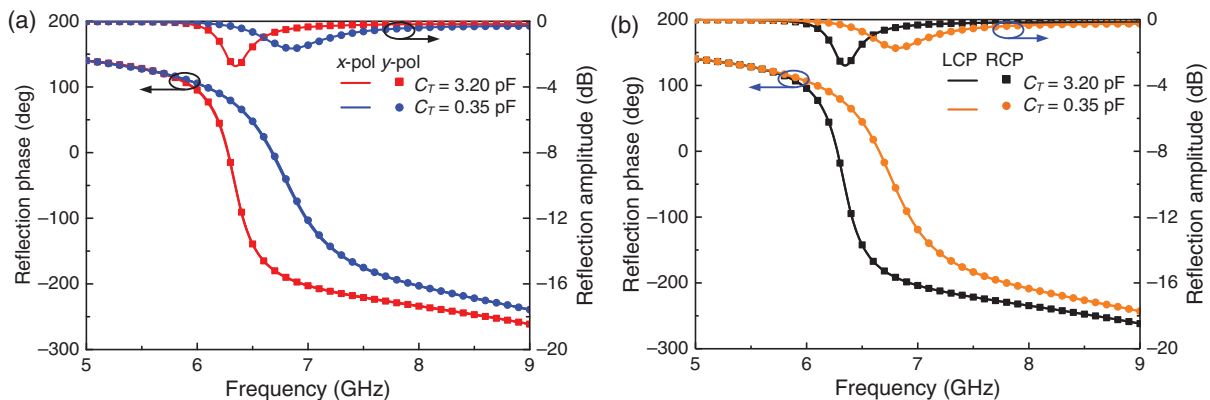 (a)
200
100
0
−100
−200
−300
Reflection phase (deg)
5
6
7
8
9
Frequency (GHz)
0
−4
−8
−12
−16
−20
Reflection amplitude (dB)
x-pol y-pol
C_T = 3.20 pF
C_T = 0.35 pF
(b)
200
100
0
−100
−200
−300
Reflection phase (deg)
5
6
7
8
9
Frequency (GHz)
0
−4
−8
−12
−16
−20
Reflection amplitude (dB)
LCP RCP
C_T = 3.20 pF
C_T = 0.35 pF